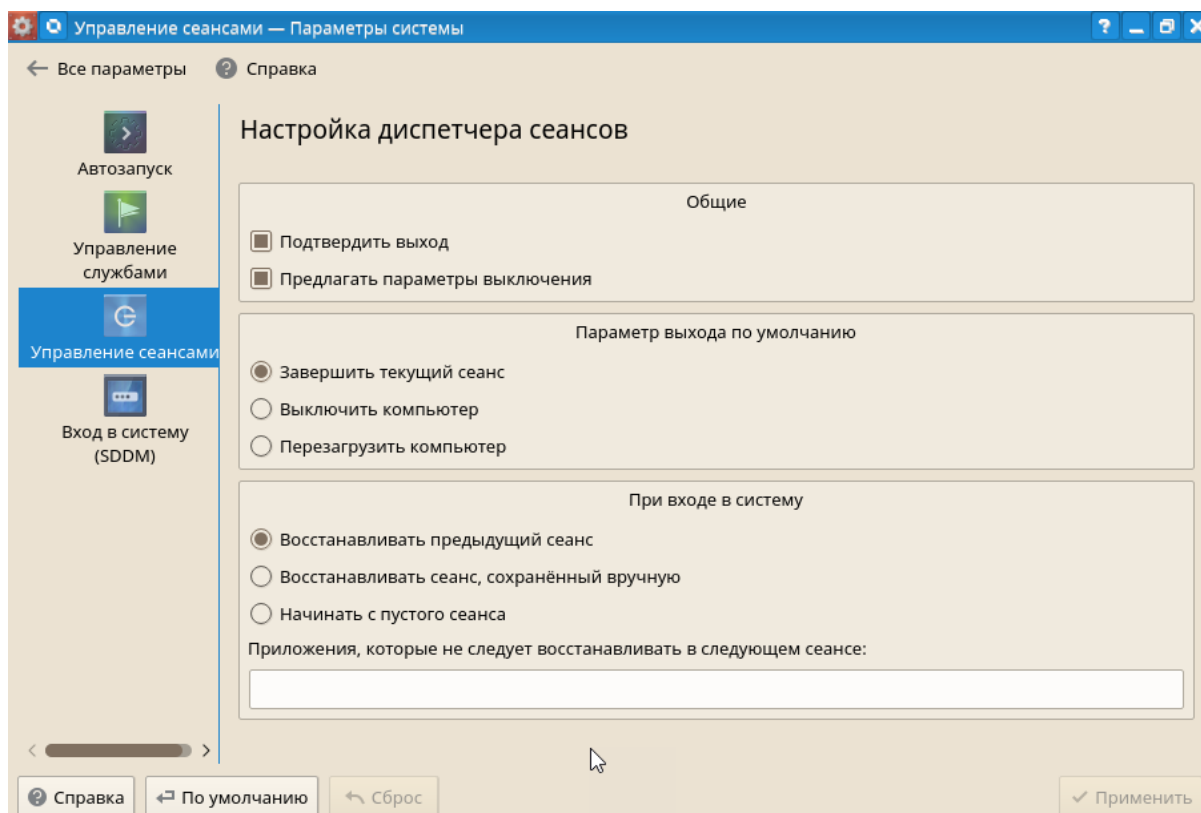 Управление сеансами — Параметры системы
Все параметры
Справка
Автозапуск
Управление
службами
Управление сеансами
Вход в систему
(SDDM)
Настройка диспетчера сеансов
Общие
Подтвердить выход
Предлагать параметры выключения
Параметр выхода по умолчанию
Завершить текущий сеанс
Выключить компьютер
Перезагрузить компьютер
При входе в систему
Восстанавливать предыдущий сеанс
Восстанавливать сеанс, сохранённый вручную
Начинать с пустого сеанса
Приложения, которые не следует восстанавливать в следующем сеансе:
Справка
По умолчанию
Сброс
Применить